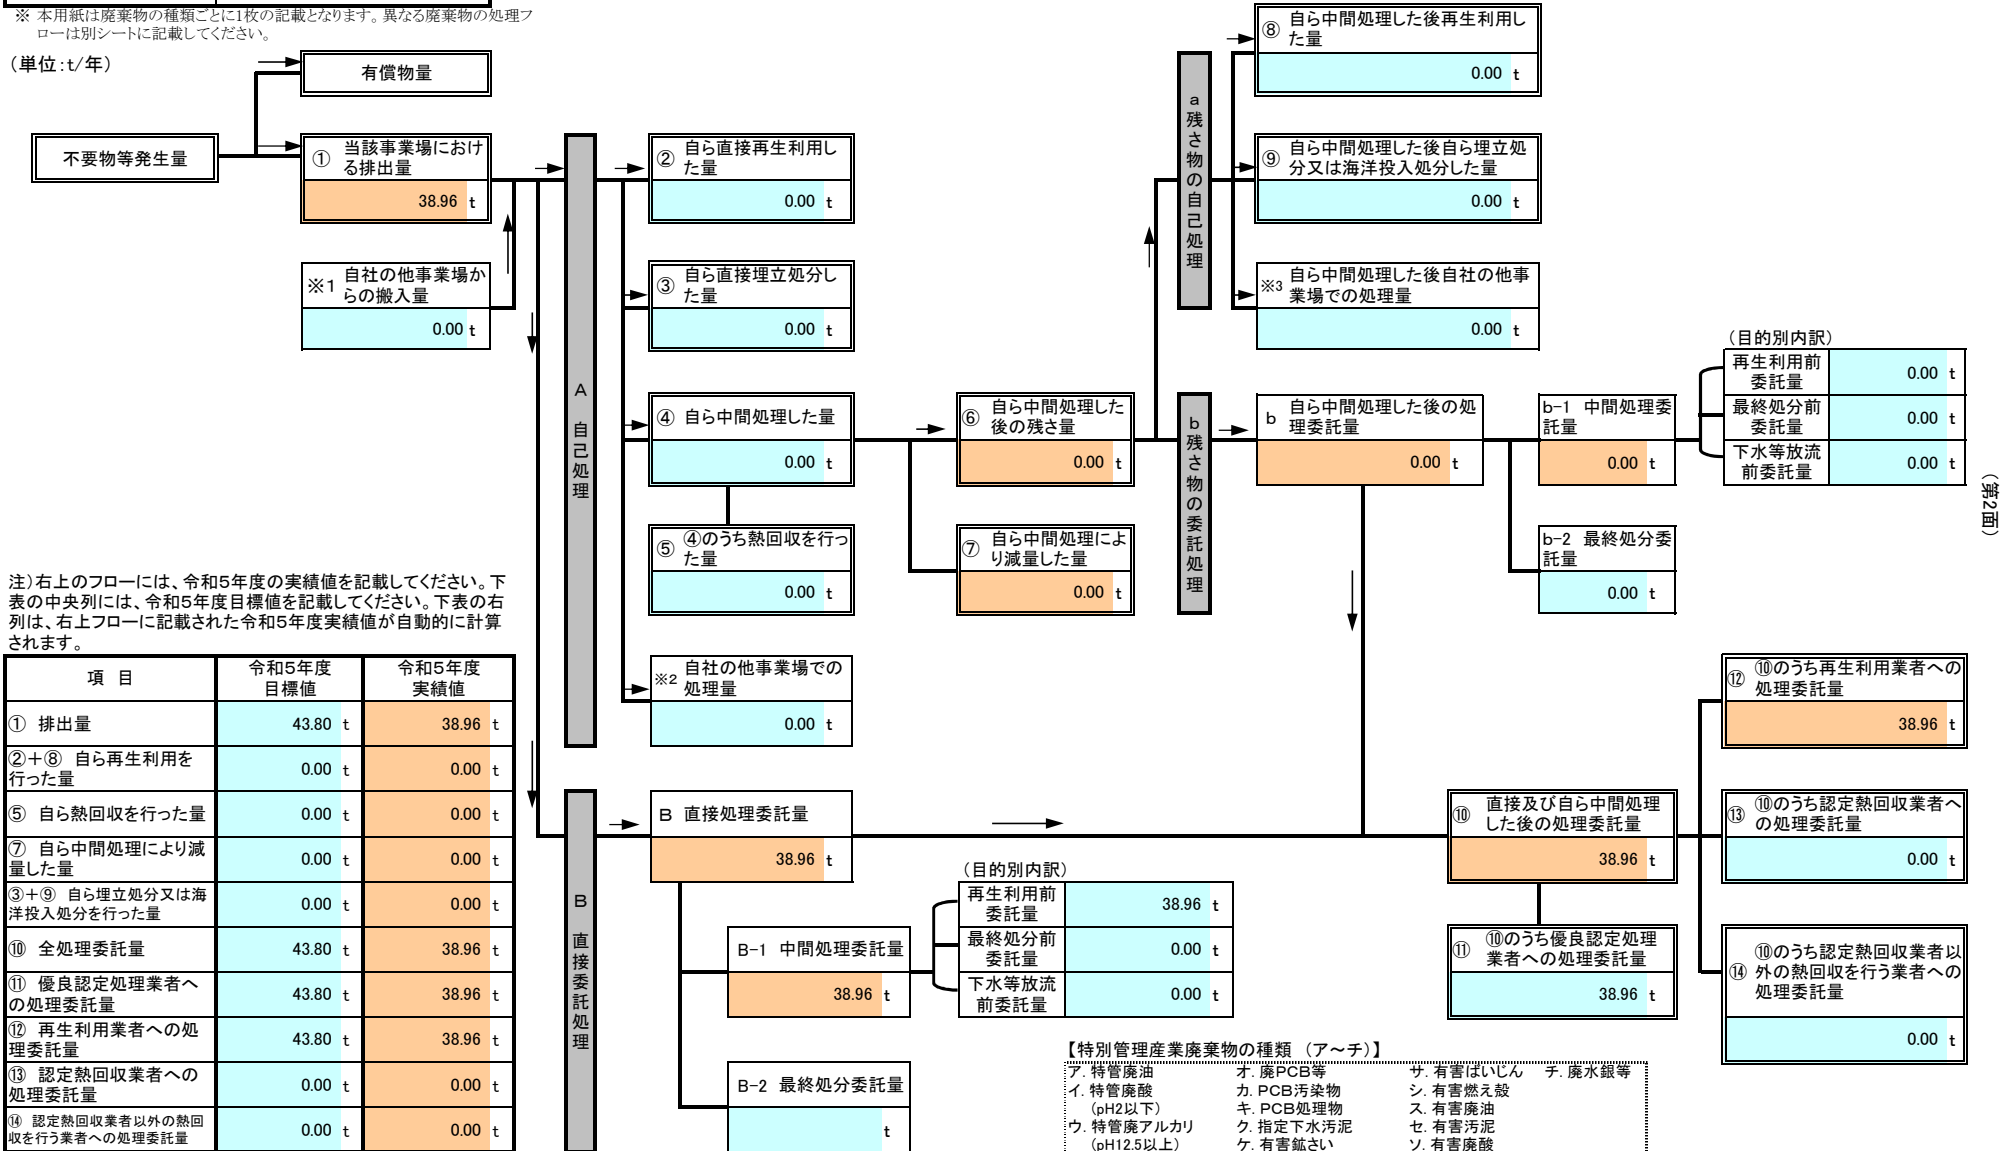 ※ 本用紙は廃棄物の種類ごとに1枚の記載となります。異なる廃棄物の処理フ
ローは別シートに記載してください。
（単位：t/年）
有償物量
不要物等発生量
① 当該事業場におけ
る排出量
38.96 t
※1 自社の他事業場か
らの搬入量
0.00 t
A 自己処理
② 自ら直接再生利用し
た量
0.00 t
③ 自ら直接埋立処分し
た量
0.00 t
④ 自ら中間処理した量
0.00 t
⑤ ④のうち熱回収を行っ
た量
0.00 t
※2 自社の他事業場での
処理量
0.00 t
⑥ 自ら中間処理した
後の残さ量
0.00 t
⑦ 自ら中間処理によ
り減量した量
0.00 t
a 残さ物の自己処理
⑧ 自ら中間処理した後再生利用し
た量
0.00 t
⑨ 自ら中間処理した後自ら埋立処
分又は海洋投入処分した量
0.00 t
※3 自ら中間処理した後自社の他事
業場での処理量
0.00 t
b 残さ物の委託処理
b 自ら中間処理した後の処
理委託量
0.00 t
b-1 中間処理委
託量
0.00 t
b-2 最終処分委
託量
0.00 t
（目的別内訳）
再生利用前
委託量
0.00 t
最終処分前
委託量
0.00 t
下水等放流
前委託量
0.00 t
（第2面）
注）右上のフローには、令和5年度の実績値を記載してください。下
表の中央列には、令和5年度目標値を記載してください。下表の右
列は、右上フローに記載された令和5年度実績値が自動的に計算
されます。
項 目
令和5年度
目標値
令和5年度
実績値
① 排出量 43.80 t 38.96 t
②＋⑧ 自ら再生利用を
行った量
0.00 t 0.00 t
⑤ 自ら熱回収を行った量 0.00 t 0.00 t
⑦ 自ら中間処理により減
量した量
0.00 t 0.00 t
③＋⑨ 自ら埋立処分又は海
洋投入処分を行った量
0.00 t 0.00 t
⑩ 全処理委託量 43.80 t 38.96 t
⑪ 優良認定処理業者へ
の処理委託量
43.80 t 38.96 t
⑫ 再生利用業者への処
理委託量
43.80 t 38.96 t
⑬ 認定熱回収業者への
処理委託量
0.00 t 0.00 t
⑭ 認定熱回収業者以外の熱回
収を行う業者への処理委託量
0.00 t 0.00 t
B 直接委託処理
B 直接処理委託量
38.96 t
B-1 中間処理委託量
38.96 t
B-2 最終処分委託量
t
（目的別内訳）
再生利用前
委託量
38.96 t
最終処分前
委託量
0.00 t
下水等放流
前委託量
0.00 t
⑩ 直接及び自ら中間処理
した後の処理委託量
38.96 t
⑪ ⑩のうち優良認定処理
業者への処理委託量
38.96 t
⑫ ⑩のうち再生利用業者への
処理委託量
38.96 t
⑬ ⑩のうち認定熱回収業者へ
の処理委託量
0.00 t
⑭ ⑩のうち認定熱回収業者以
外の熱回収を行う業者への
処理委託量
0.00 t
【特別管理産業廃棄物の種類 （ア～チ）】
ア. 特管廃油 オ. 廃PCB等 サ. 有害ばいじん チ. 廃水銀等
イ. 特管廃酸 カ. PCB汚染物 シ. 有害燃え殻
（pH2以下） キ. PCB処理物 ス. 有害廃油
ウ. 特管廃アルカリ ク. 指定下水汚泥 セ. 有害汚泥
（pH12.5以上） ケ. 有害鉱さい ソ. 有害廃酸